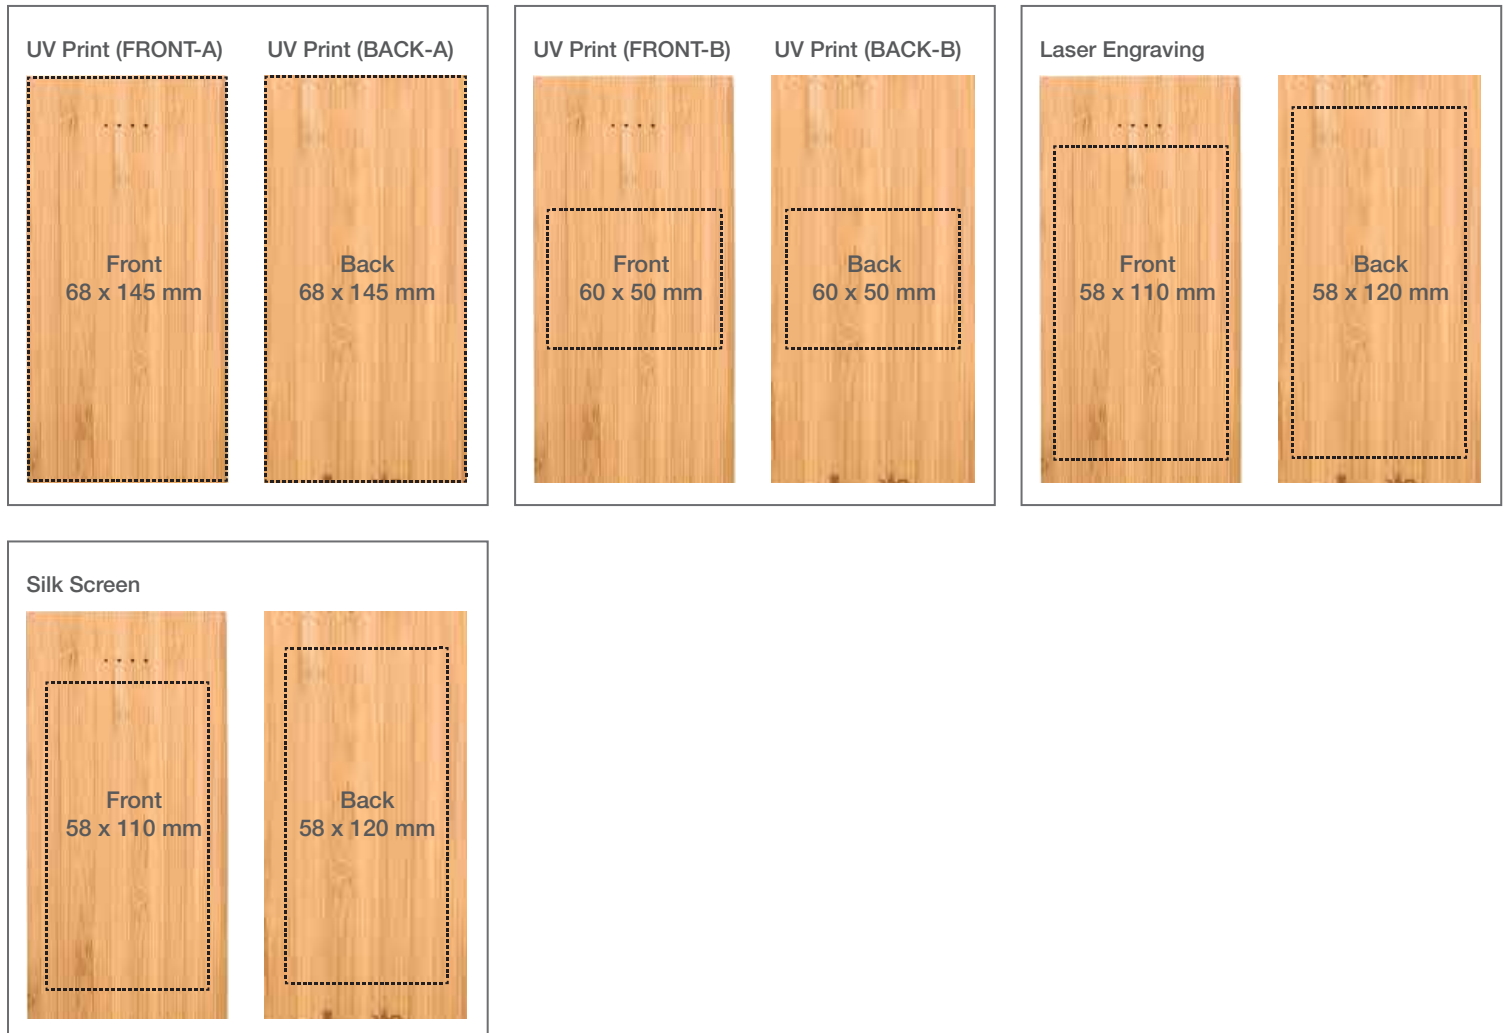 UV Print (FRONT-A)
UV Print (BACK-A)
Front
68 x 145 mm
Back
68 x 145 mm
UV Print (FRONT-B)
UV Print (BACK-B)
Front
60 x 50 mm
Back
60 x 50 mm
Laser Engraving
Front
58 x 110 mm
Back
58 x 120 mm
Silk Screen
Front
58 x 110 mm
Back
58 x 120 mm